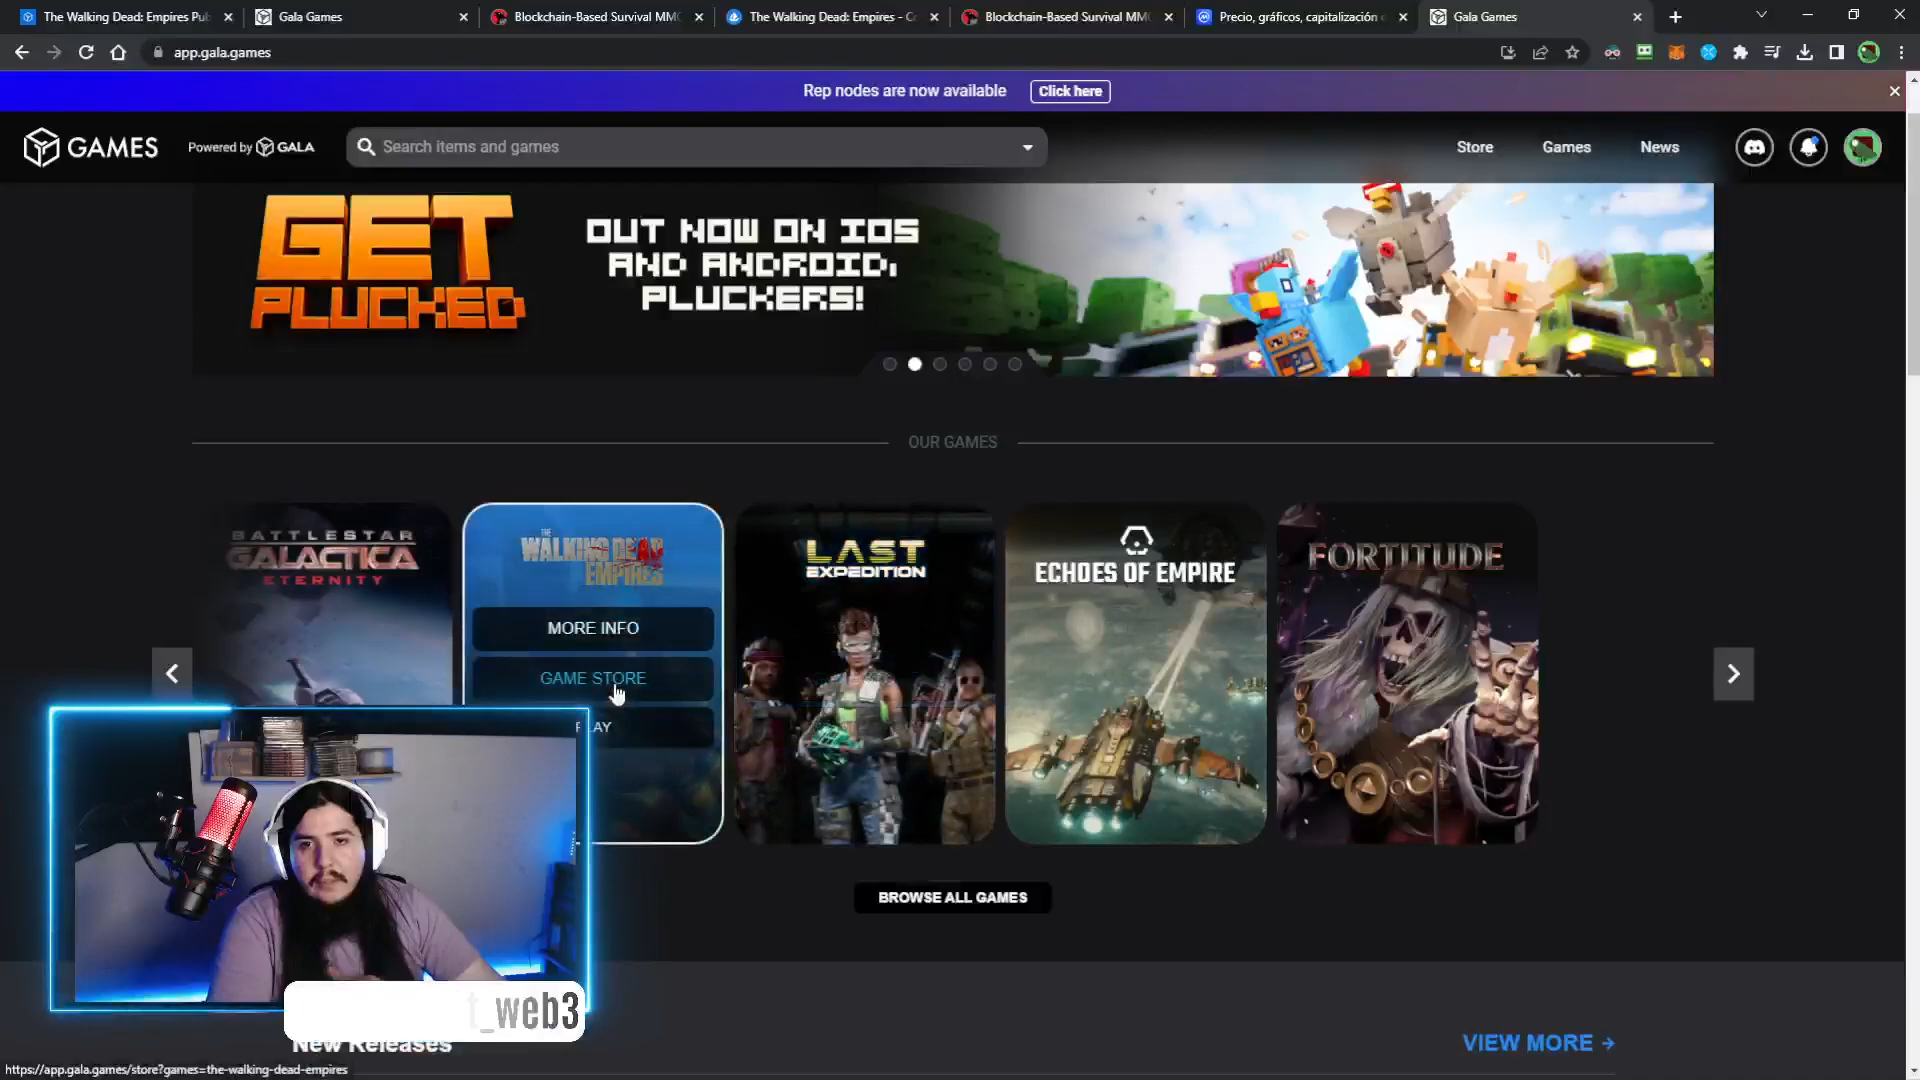 The Walking Dead: Empires Pu
Gala Games
Blockchain-Based Survival MM
The Walking Dead: Empires - C
Blockchain-Based Survival MM
Precio, gráficos, capitalización
Gala Games
app.gala.games
Rep nodes are now available
Click here
GAMES
Powered by GALA
Search items and games
Store
Games
News
GET
PLUCKED
OUT NOW ON IOS
AND ANDROID,
PLUCKERS!
OUR GAMES
BATTLESTAR
GALACTICA
ETERNITY
THE
WALKING DEAD
EMPIRES
MORE INFO
GAME STORE
PLAY
LAST
EXPEDITION
ECHOES OF EMPIRE
FORTITUDE
BROWSE ALL GAMES
t_web3
New Releases
VIEW MORE →
https://app.gala.games/store?games=the-walking-dead-empires